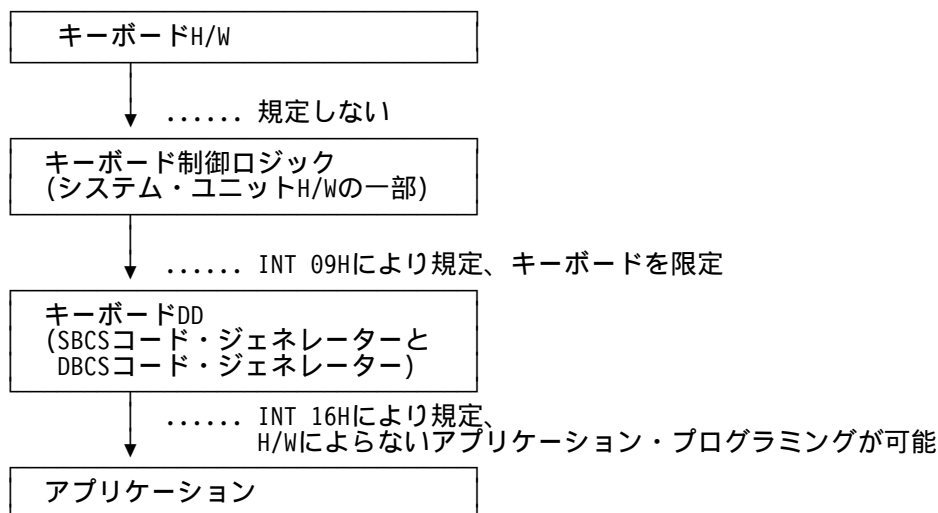 キーボードH/W
...... 規定しない
キーボード制御ロジック
(システム・ユニットH/Wの一部)
...... INT 09Hにより規定、キーボードを限定
キーボードDD
(SBCSコード・ジェネレーターと
DBCSコード・ジェネレーター)
...... INT 16Hにより規定、
H/Wによらないアプリケーション・プログラミングが可能
アプリケーション